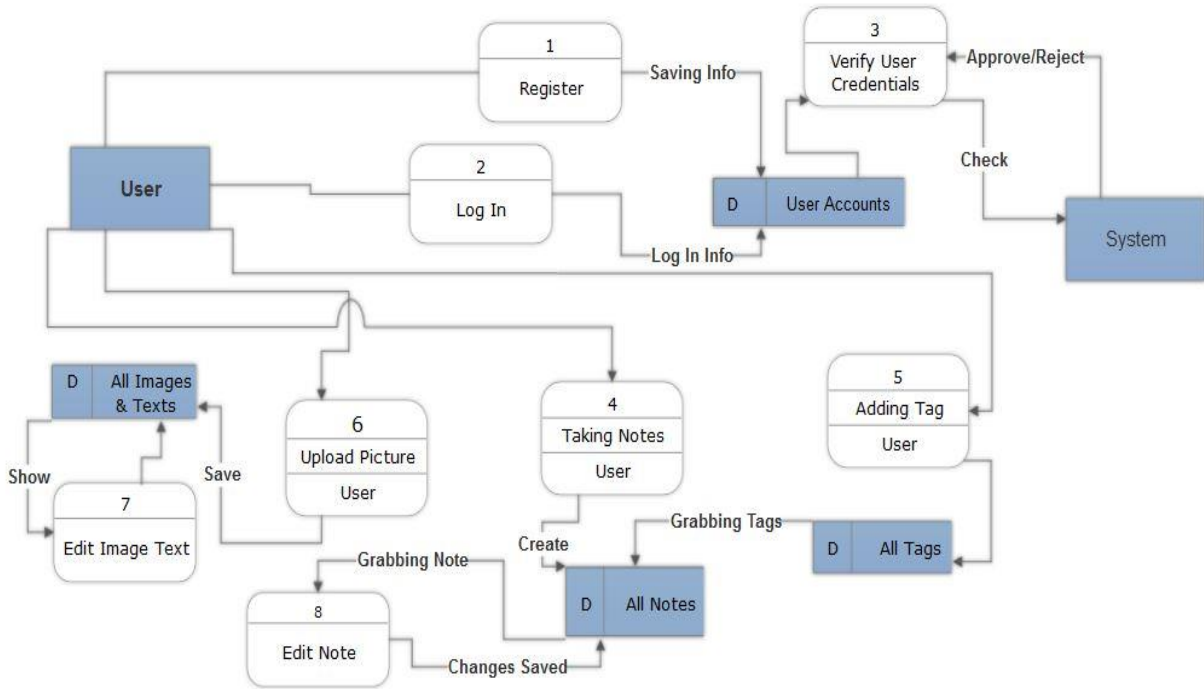 1
Register
Saving Info
3
Verify User
Credentials
Approve/Reject
User
2
Log In
Log In Info
D
User Accounts
Check
System
D
All Images
& Texts
Show
Save
7
Edit Image Text
6
Upload Picture
User
4
Taking Notes
User
5
Adding Tag
User
Create
Grabbing Tags
D
All Tags
Grabbing Note
8
Edit Note
D
All Notes
Changes Saved